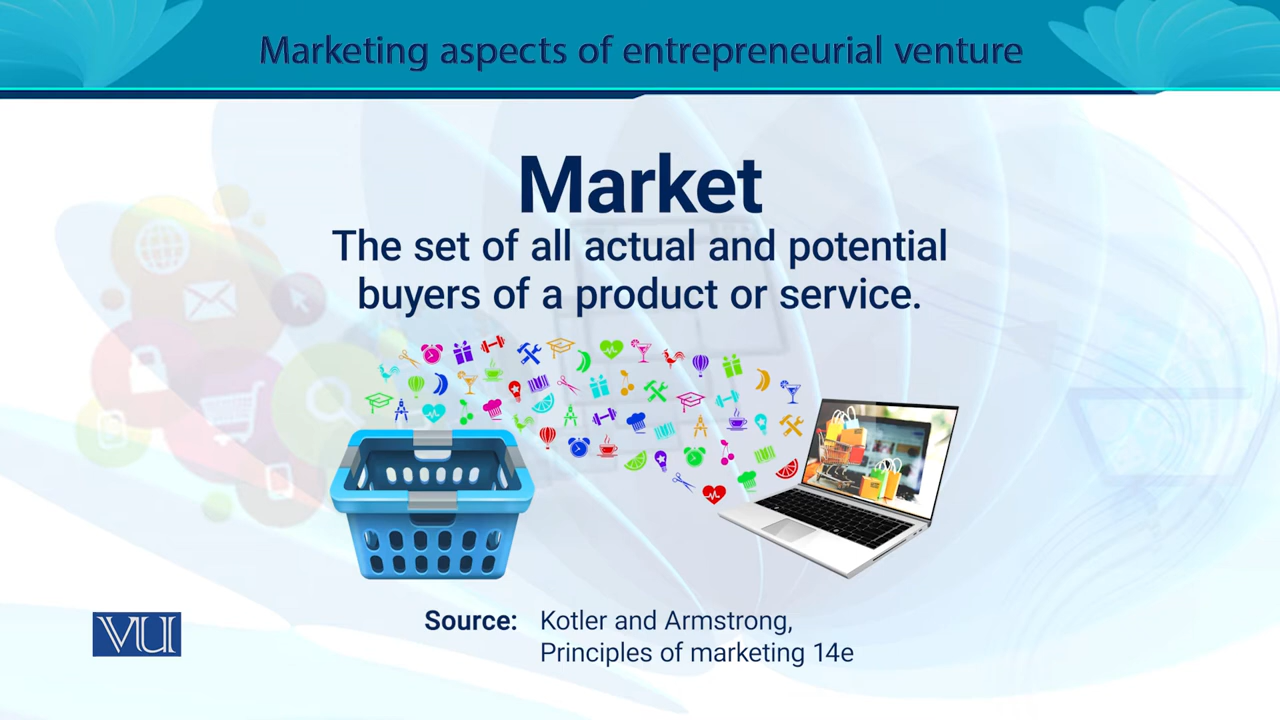 Marketing aspects of entrepreneurial venture
Market
The set of all actual and potential
buyers of a product or service.
Source: Kotler and Armstrong,
Principles of marketing 14e
VU